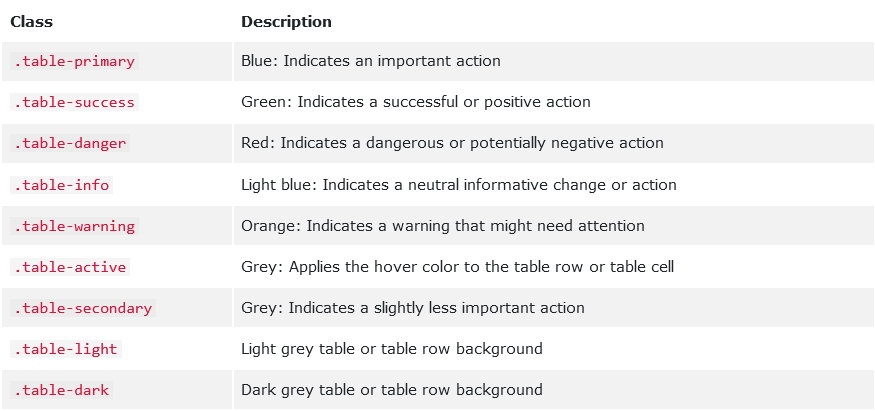 Class Description
.table-primary Blue: Indicates an important action
.table-success Green: Indicates a successful or positive action
.table-danger Red: Indicates a dangerous or potentially negative action
.table-info Light blue: Indicates a neutral informative change or action
.table-warning Orange: Indicates a warning that might need attention
.table-active Grey: Applies the hover color to the table row or table cell
.table-secondary Grey: Indicates a slightly less important action
.table-light Light grey table or table row background
.table-dark Dark grey table or table row background